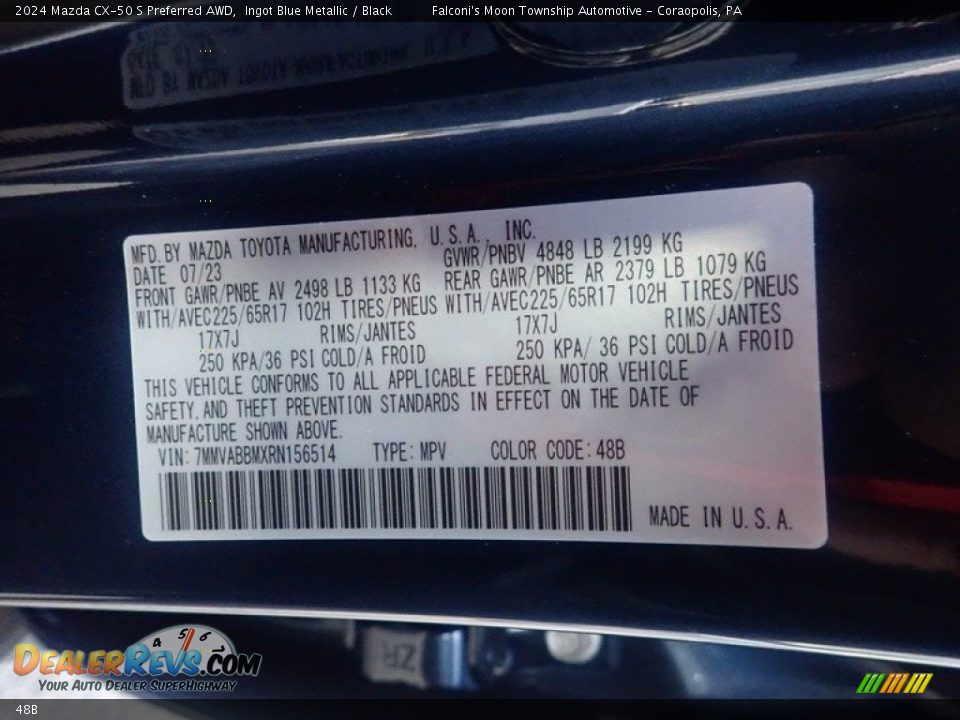 2024 Mazda CX-50 S Preferred AWD, Ingot Blue Metallic / Black Falconi's Moon Township Automotive - Coraopolis, PA
MFD. BY MAZDA TOYOTA MANUFACTURING, U.S.A. INC.
DATE 07/23 GVWR/PNBV 4848 LB 2199 KG
FRONT GAWR/PNBE AV 2498 LB 1133 KG REAR GAWR/PNBE AR 2379 LB 1079 KG
WITH/AVEC225/65R17 102H TIRES/PNEUS WITH/AVEC225/65R17 102H TIRES/PNEUS
17X7J RIMS/JANTES 17X7J RIMS/JANTES
250 KPA/36 PSI COLD/A FROID 250 KPA/ 36 PSI COLD/A FROID
THIS VEHICLE CONFORMS TO ALL APPLICABLE FEDERAL MOTOR VEHICLE
SAFETY, AND THEFT PREVENTION STANDARDS IN EFFECT ON THE DATE OF
MANUFACTURE SHOWN ABOVE.
VIN: 7MMVABBMXRN156514 TYPE: MPV COLOR CODE: 48B
MADE IN U.S.A.
ZR
4 5 6
DEALERREVS.COM
YOUR AUTO DEALER SUPERHIGHWAY
48B